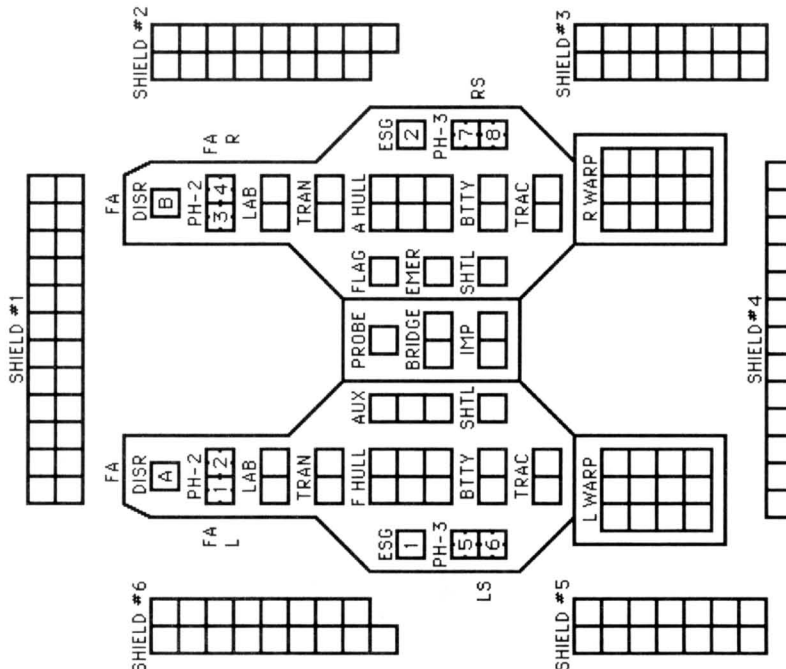 SHIELD #1
SHIELD #6
SHIELD #2
FA
FA
DISR
A
DISR
B
FA
L
PH-2
1 2
PH-2
3 4
FA
R
LAB
LAB
TRAN
TRAN
F HULL
AUX
PROBE
FLAG
A HULL
ESG
1
ESG
2
BRIDGE
EMER
PH-3
5
6
PH-3
7
8
LS
RS
BTTY
SHTL
IMP
SHTL
BTTY
TRAC
TRAC
SHIELD #5
L WARP
R WARP
SHIELD #3
SHIELD #4